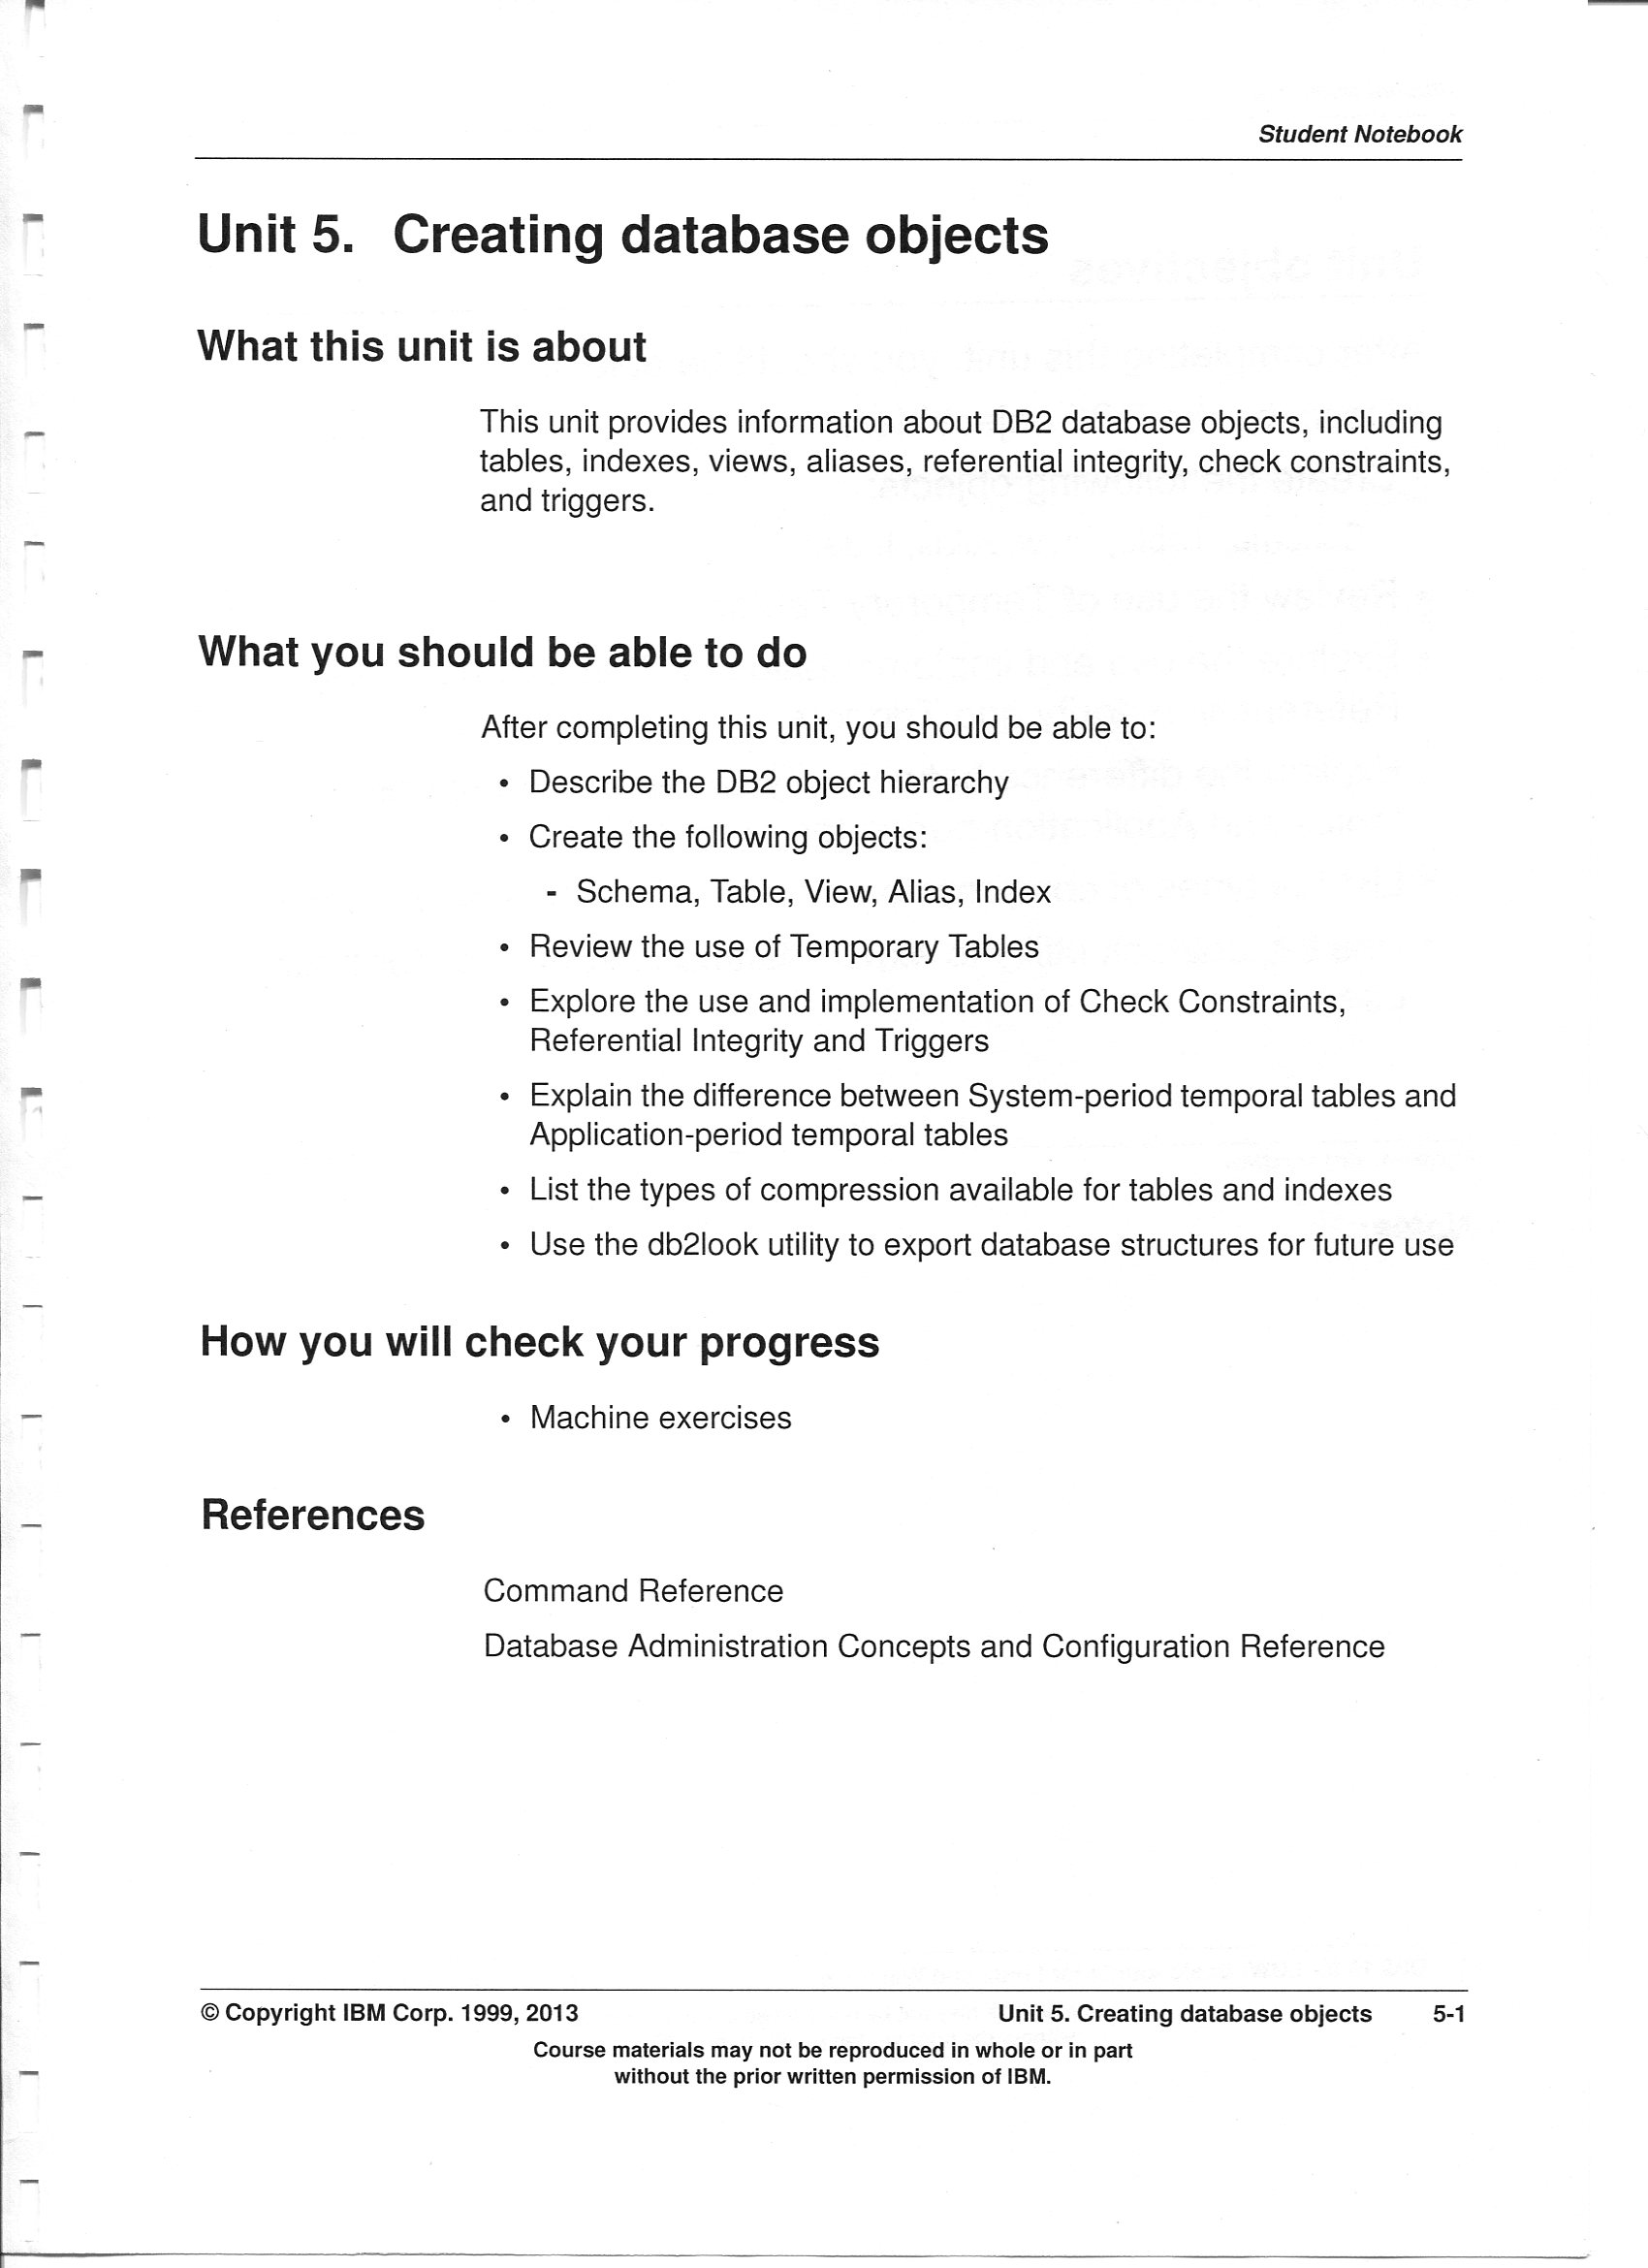 Student Notebook
Unit 5. Creating database objects
What this unit is about
This unit provides information about DB2 database objects, including
tables, indexes, views, aliases, referential integrity, check constraints,
and triggers.
What you should be able to do
After completing this unit, you should be able to:
• Describe the DB2 object hierarchy
• Create the following objects:
- Schema, Table, View, Alias, Index
• Review the use of Temporary Tables
• Explore the use and implementation of Check Constraints,
Referential Integrity and Triggers
• Explain the difference between System-period temporal tables and
Application-period temporal tables
• List the types of compression available for tables and indexes
• Use the db2look utility to export database structures for future use
How you will check your progress
• Machine exercises
References
Command Reference
Database Administration Concepts and Configuration Reference
© Copyright IBM Corp. 1999, 2013 Unit 5. Creating database objects 5-1
Course materials may not be reproduced in whole or in part
without the prior written permission of IBM.